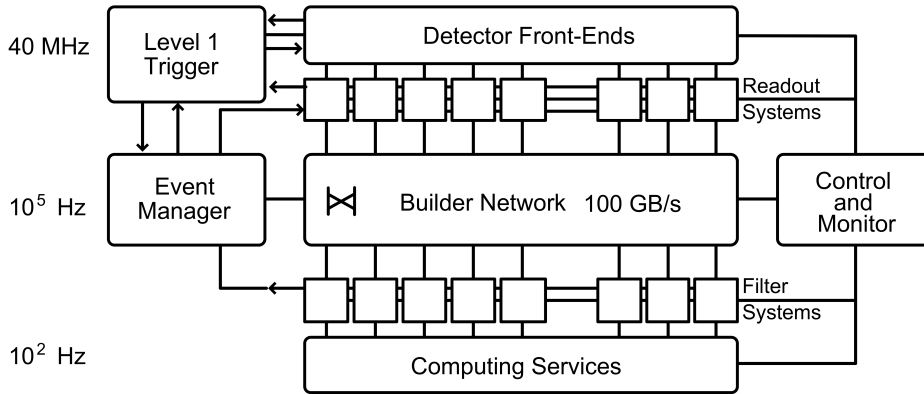 40 MHz
Level 1
Trigger
Detector Front-Ends
Readout
Systems
10⁵ Hz
Event
Manager
Builder Network 100 GB/s
Control
and
Monitor
Filter
Systems
10² Hz
Computing Services